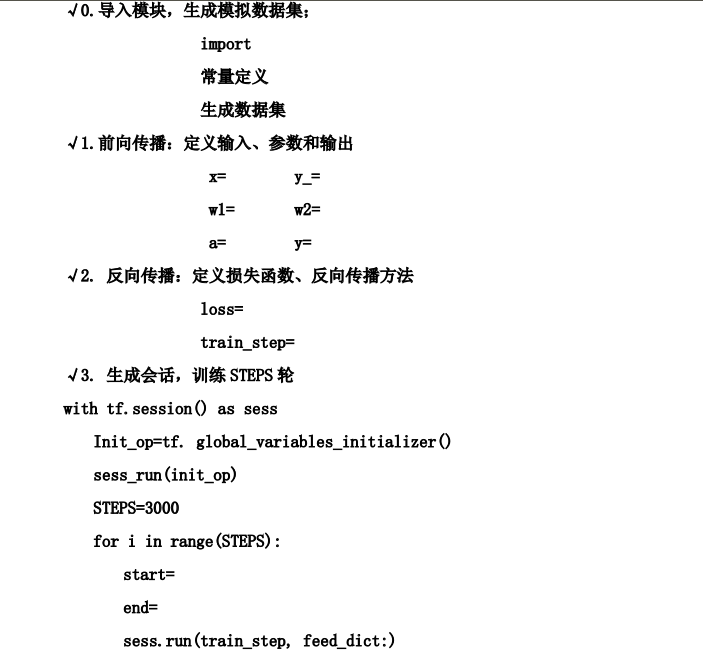 √0.导入模块，生成模拟数据集；
import
常量定义
生成数据集
√1.前向传播：定义输入、参数和输出
x= y_=
w1= w2=
a= y=
√2. 反向传播：定义损失函数、反向传播方法
loss=
train_step=
√3. 生成会话，训练 STEPS 轮
with tf.session() as sess
Init_op=tf. global_variables_initializer()
sess_run(init_op)
STEPS=3000
for i in range(STEPS):
start=
end=
sess.run(train_step, feed_dict:)